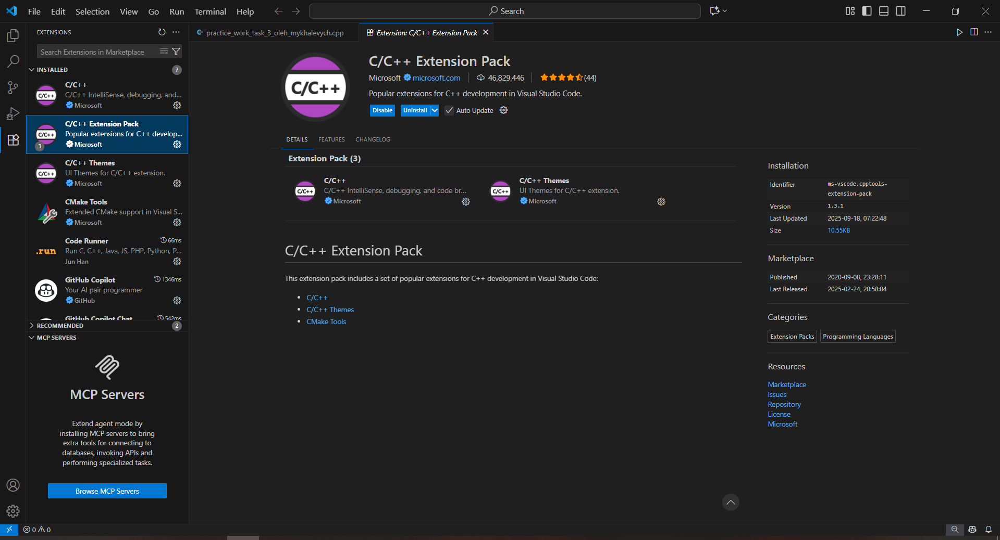 File Edit Selection View Go Run Terminal Help
Search
EXTENSIONS
Search Extensions in Marketplace
INSTALLED 7
C/C++
C/C++
C/C++ IntelliSense, debugging, and...
Microsoft
C/C++
C/C++ Extension Pack
Popular extensions for C++ develop...
3
Microsoft
C/C++
C/C++ Themes
UI Themes for C/C++ extension.
Microsoft
CMake Tools
Extended CMake support in Visual S...
Microsoft
.run
Code Runner 66ms
Run C, C++, Java, JS, PHP, Python, P...
Jun Han
GitHub Copilot 1346ms
Your AI pair programmer
GitHub
GitHub Copilot Chat 542ms
RECOMMENDED 2
MCP SERVERS
MCP Servers
Extend agent mode by
installing MCP servers to bring
extra tools for connecting to
databases, invoking APIs and
performing specialized tasks.
Browse MCP Servers
practice_work_task_3_oleh_mykhalevych.cpp
Extension: C/C++ Extension Pack
C/C++
C/C++ Extension Pack
Microsoft microsoft.com 46,829,446 (44)
Popular extensions for C++ development in Visual Studio Code.
Disable Uninstall Auto Update
DETAILS FEATURES CHANGELOG
Extension Pack (3)
C/C++
C/C++
C/C++ IntelliSense, debugging, and code br...
Microsoft
C/C++
C/C++ Themes
UI Themes for C/C++ extension.
Microsoft
C/C++ Extension Pack
This extension pack includes a set of popular extensions for C++ development in Visual Studio Code:
• C/C++
• C/C++ Themes
• CMake Tools
Installation
Identifier ms-vscode.cpptools-
extension-pack
Version 1.3.1
Last Updated 2025-09-18, 07:22:48
Size 10.55KB
Marketplace
Published 2020-09-08, 23:28:11
Last Released 2025-02-24, 20:58:04
Categories
Extension Packs Programming Languages
Resources
Marketplace
Issues
Repository
License
Microsoft
0 0